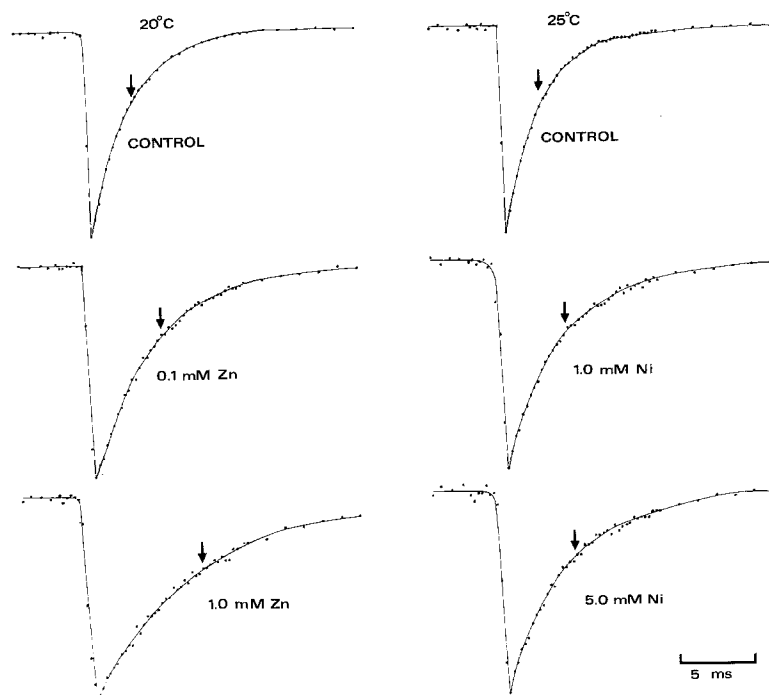 20°C
25°C
CONTROL
CONTROL
0.1 mM Zn
1.0 mM Ni
1.0 mM Zn
5.0 mM Ni
5 ms